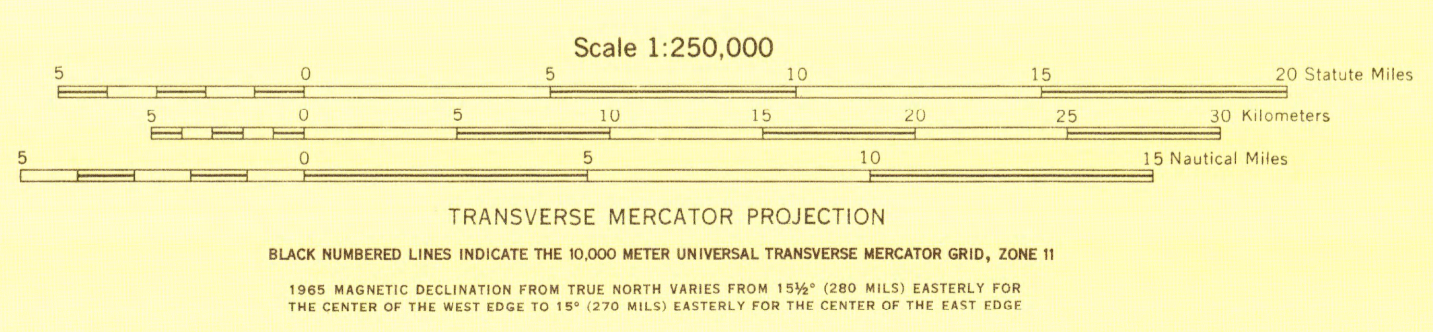 Scale 1:250,000
5 0 5 10 15 20 Statute Miles
5 0 5 10 15 20 25 30 Kilometers
5 0 5 10 15 Nautical Miles
TRANSVERSE MERCATOR PROJECTION
BLACK NUMBERED LINES INDICATE THE 10,000 METER UNIVERSAL TRANSVERSE MERCATOR GRID, ZONE 11
1965 MAGNETIC DECLINATION FROM TRUE NORTH VARIES FROM 15½° (280 MILS) EASTERLY FOR
THE CENTER OF THE WEST EDGE TO 15° (270 MILS) EASTERLY FOR THE CENTER OF THE EAST EDGE